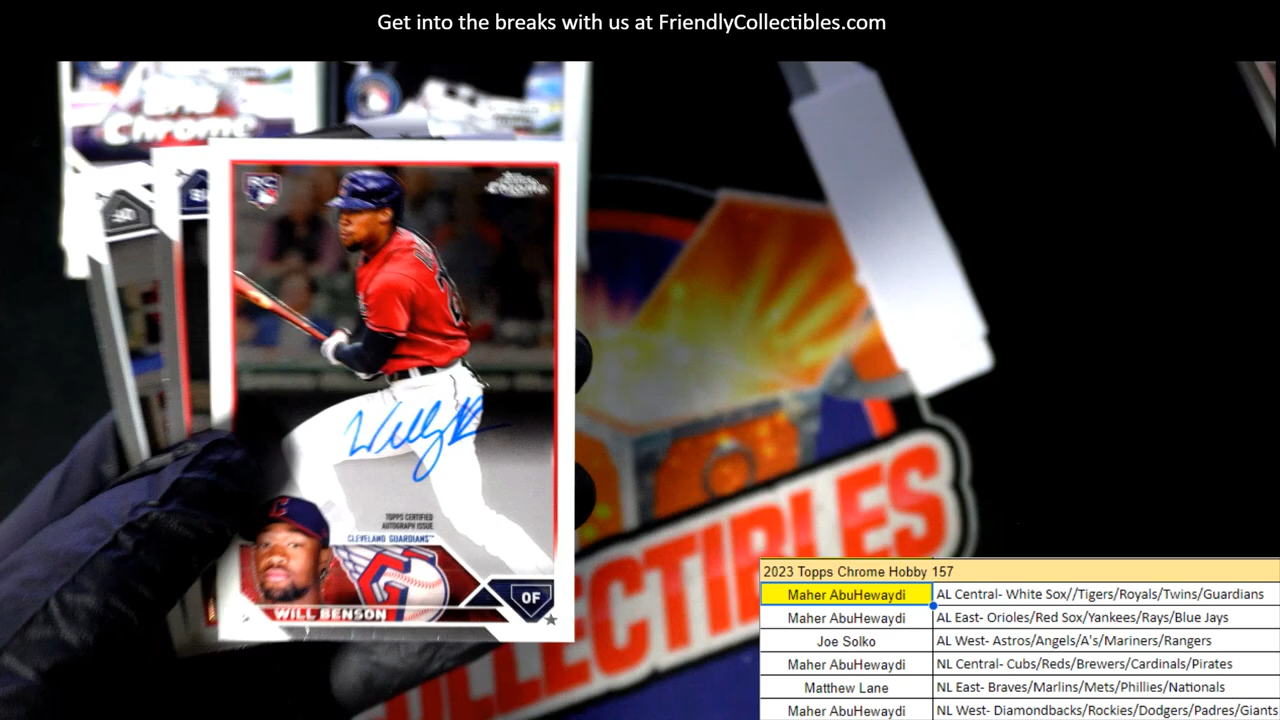 Get into the breaks with us at FriendlyCollectibles.com
Chrome
RC
Topps
Chrome
Willy B
TOPPS CERTIFIED
AUTOGRAPH ISSUE
CLEVELAND GUARDIANS™
C
WILL BENSON
OF
LLECTIBLES
2023 Topps Chrome Hobby 157
Maher AbuHewaydi AL Central- White Sox//Tigers/Royals/Twins/Guardians
Maher AbuHewaydi AL East- Orioles/Red Sox/Yankees/Rays/Blue Jays
Joe Solko AL West- Astros/Angels/A's/Mariners/Rangers
Maher AbuHewaydi NL Central- Cubs/Reds/Brewers/Cardinals/Pirates
Matthew Lane NL East- Braves/Marlins/Mets/Phillies/Nationals
Maher AbuHewaydi NL West- Diamondbacks/Rockies/Dodgers/Padres/Giants